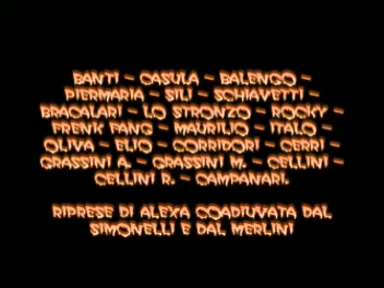 BANTI - CASULA - BALENGO -
PIERMARIA - SILI - SCHIAVETTI -
BRACALARI - LO STRONZO - ROCKY -
FRENK FANG - MAURILIO - ITALO -
OLIVA - ELIO - CORRIDORI - CERRI -
GRASSINI A. - GRASSINI M. - CELLINI -
CELLINI R. - CAMPANARI.
RIPRESE DI ALEXA COADIUVATA DAL
SIMONELLI E DAL MERLINI